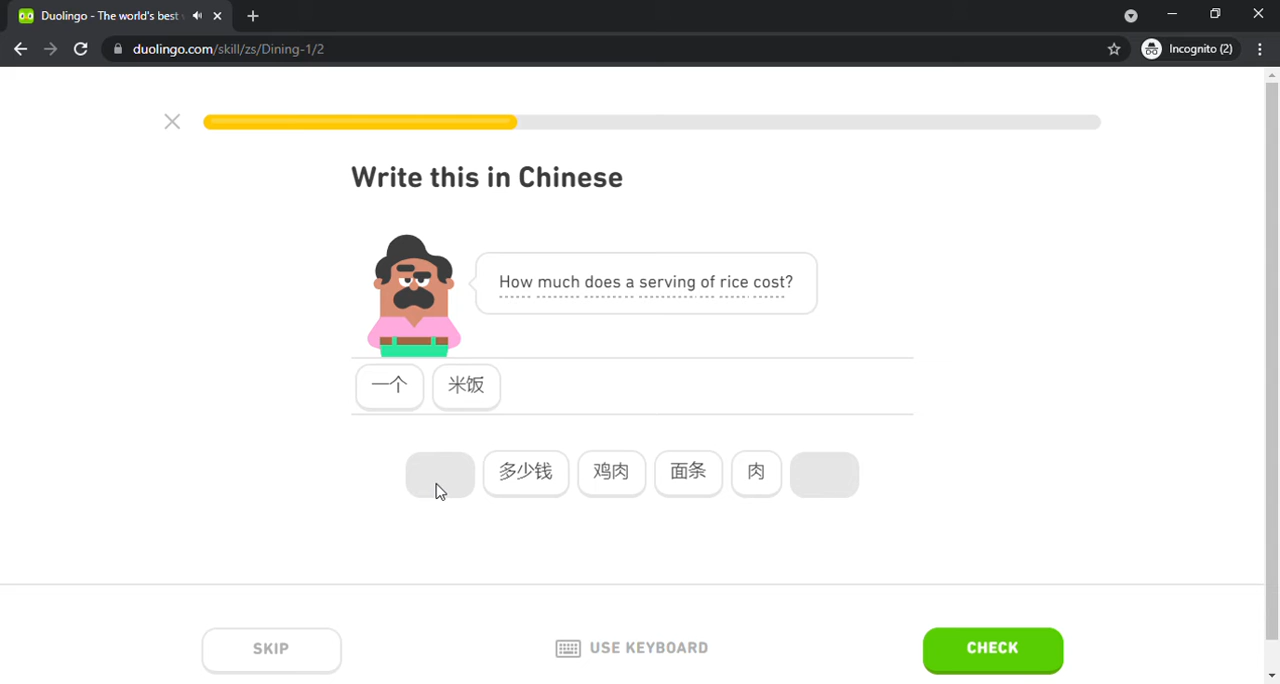 Duolingo - The world's best
duolingo.com/skill/zs/Dining-1/2
Incognito (2)
Write this in Chinese
How much does a serving of rice cost?
一个 米饭
多少钱 鸡肉 面条 肉
SKIP
USE KEYBOARD
CHECK